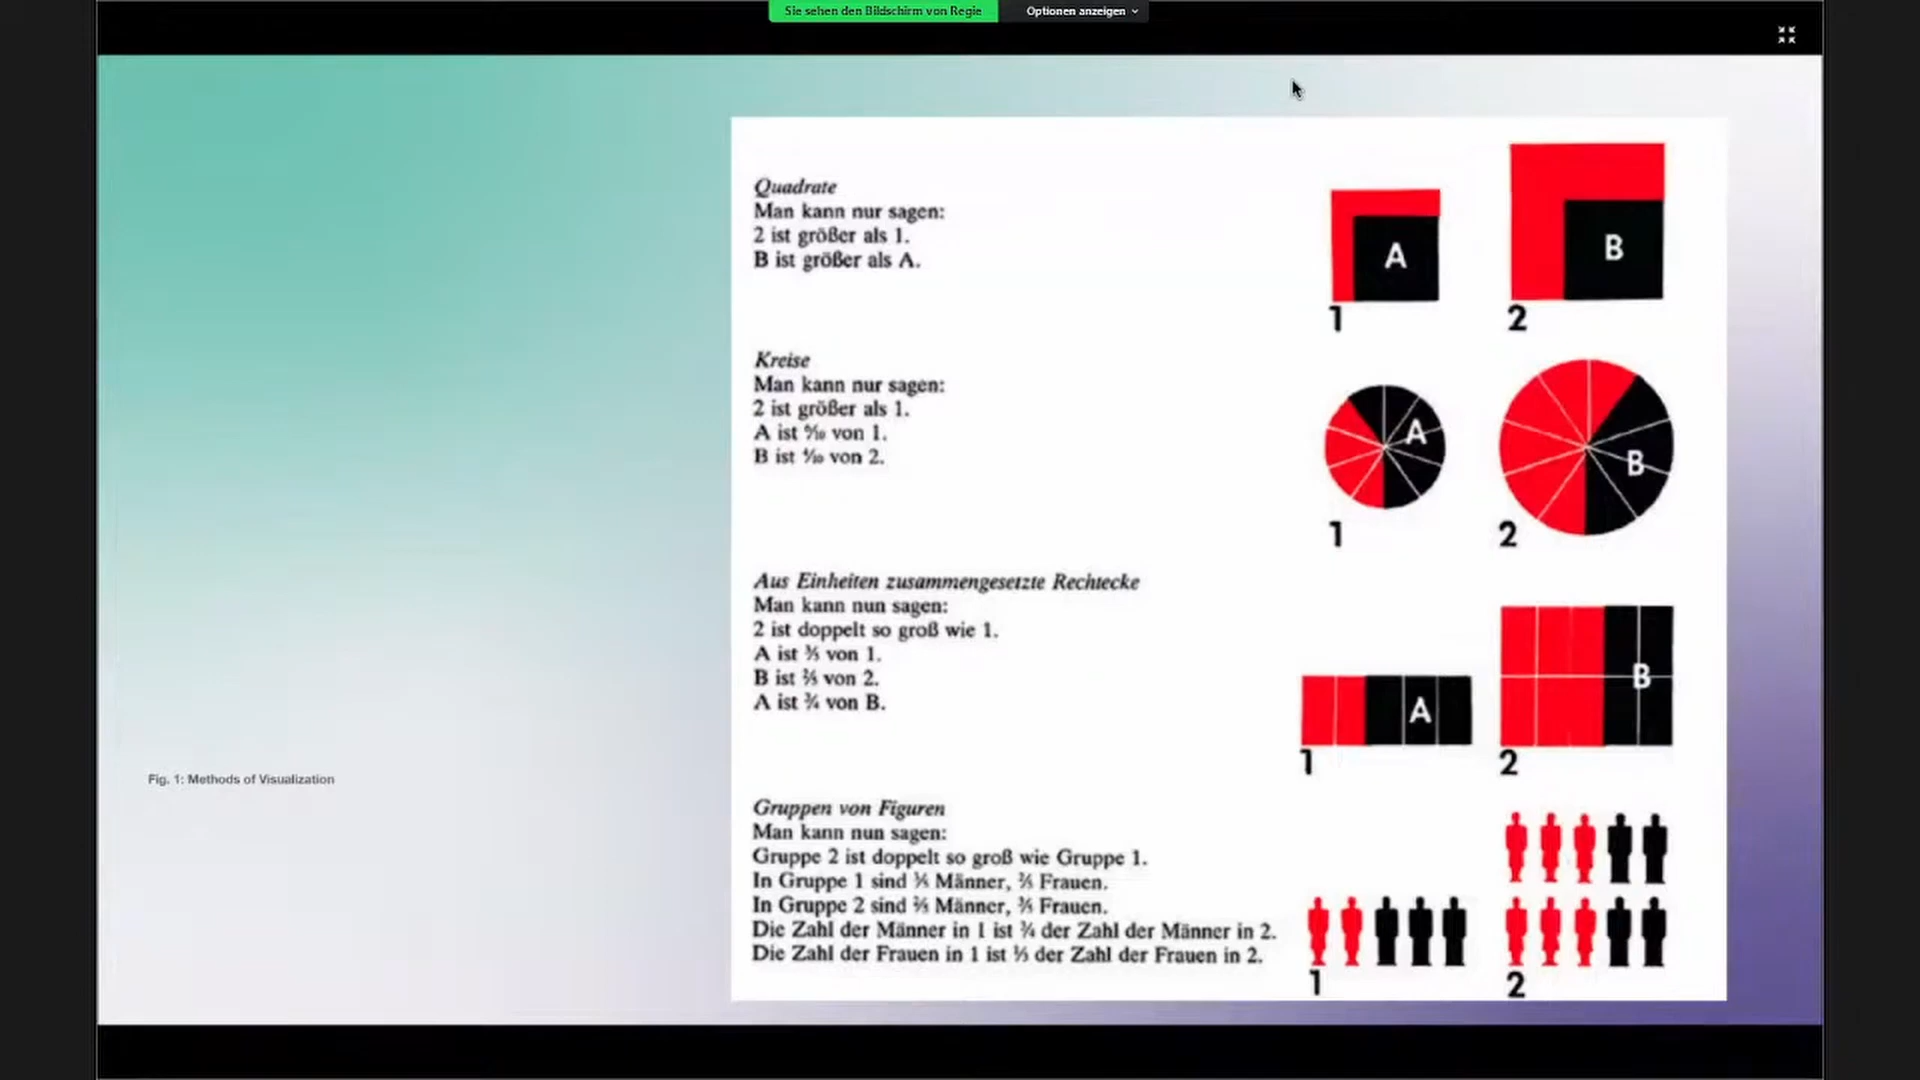 Sie sehen den Bildschirm von Regie
Optionen anzeigen
Quadrate
Man kann nur sagen:
2 ist größer als 1.
B ist größer als A.
A
B
1
2
Kreise
Man kann nur sagen:
2 ist größer als 1.
A ist von 1.
B ist von 2.
A
B
1
2
Aus Einheiten zusammengesetzte Rechtecke
Man kann nun sagen:
2 ist doppelt so groß wie 1.
A ist ⅗ von 1.
B ist ⅖ von 2.
A ist ¾ von B.
A
B
1
2
Fig. 1: Methods of Visualization
Gruppen von Figuren
Man kann nun sagen:
Gruppe 2 ist doppelt so groß wie Gruppe 1.
In Gruppe 1 sind ⅗ Männer, ⅖ Frauen.
In Gruppe 2 sind ⅖ Männer, ⅗ Frauen.
Die Zahl der Männer in 1 ist ¾ der Zahl der Männer in 2.
Die Zahl der Frauen in 1 ist ⅓ der Zahl der Frauen in 2.
1
2